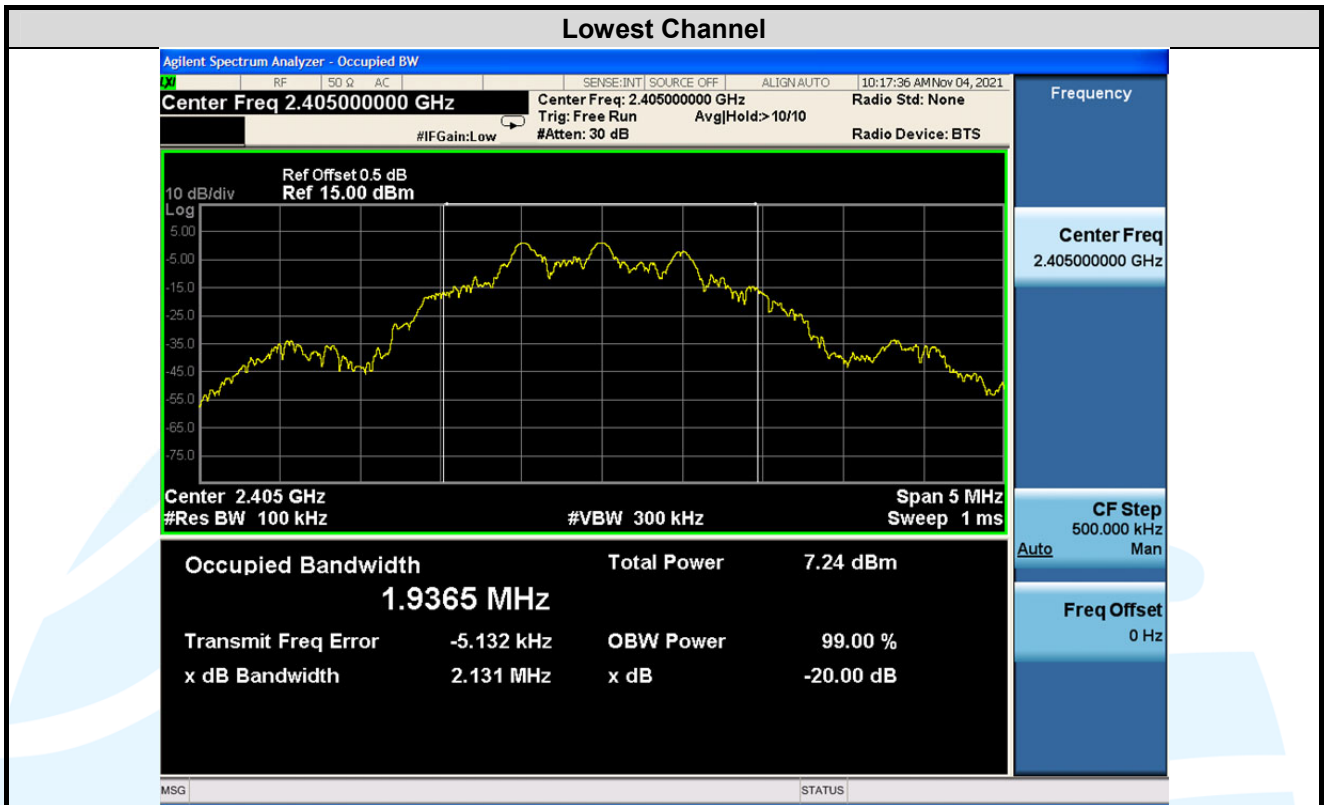 Lowest Channel
Agilent Spectrum Analyzer - Occupied BW
LXI RF 50 Ω AC SENSE:INT SOURCE OFF ALIGN AUTO 10:17:36 AM Nov 04, 2021
Center Freq 2.405000000 GHz Center Freq: 2.405000000 GHz Radio Std: None
Trig: Free Run Avg|Hold:> 10/10
#IFGain:Low #Atten: 30 dB Radio Device: BTS
Frequency
Ref Offset 0.5 dB
10 dB/div Ref 15.00 dBm
Log
5.00
-5.00
-15.0
-25.0
-35.0
-45.0
-55.0
-65.0
-75.0
Center 2.405 GHz Span 5 MHz
#Res BW 100 kHz #VBW 300 kHz Sweep 1 ms
Center Freq
2.405000000 GHz
CF Step
500.000 kHz
Auto Man
Freq Offset
0 Hz
Occupied Bandwidth Total Power 7.24 dBm
1.9365 MHz
Transmit Freq Error -5.132 kHz OBW Power 99.00 %
x dB Bandwidth 2.131 MHz x dB -20.00 dB
MSG STATUS